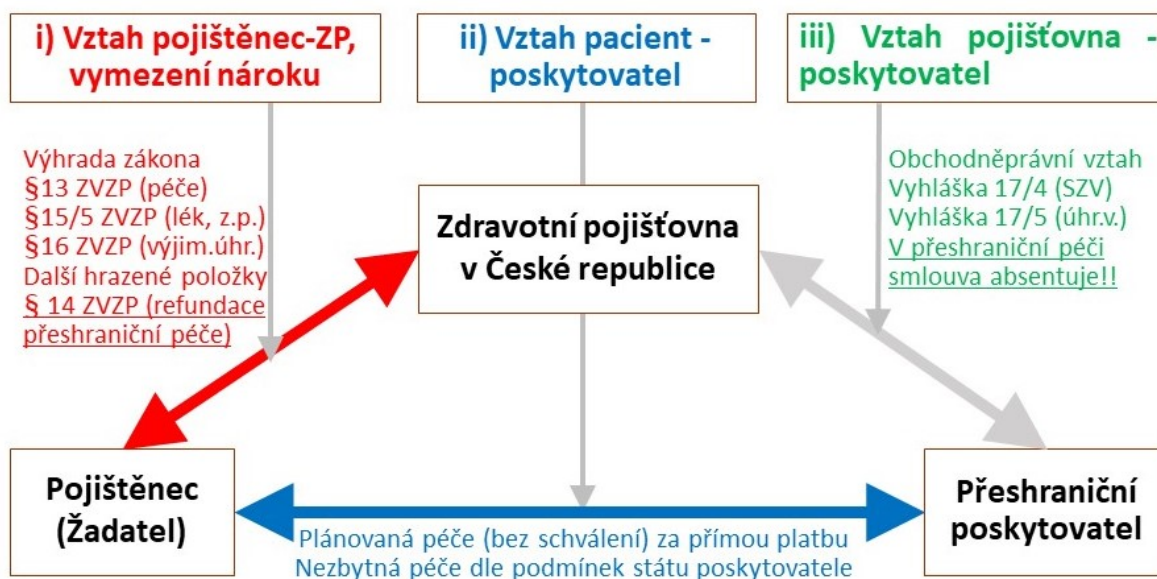 i) Vztah pojištěnec-ZP,
vymezení nároku
ii) Vztah pacient -
poskytovatel
iii) Vztah pojišťovna -
poskytovatel
Výhrada zákona
§13 ZVZP (péče)
§15/5 ZVZP (lék, z.p.)
§16 ZVZP (výjim.úhr.)
Další hrazené položky
§ 14 ZVZP (refundace
přeshraniční péče)
Zdravotní pojišťovna
v České republice
Obchodněprávní vztah
Vyhláška 17/4 (SZV)
Vyhláška 17/5 (úhr.v.)
V přeshraniční péči
smlouva absentuje!!
Pojištěnec
(Žadatel)
Plánovaná péče (bez schválení) za přímou platbu
Nezbytná péče dle podmínek státu poskytovatele
Přeshraniční
poskytovatel